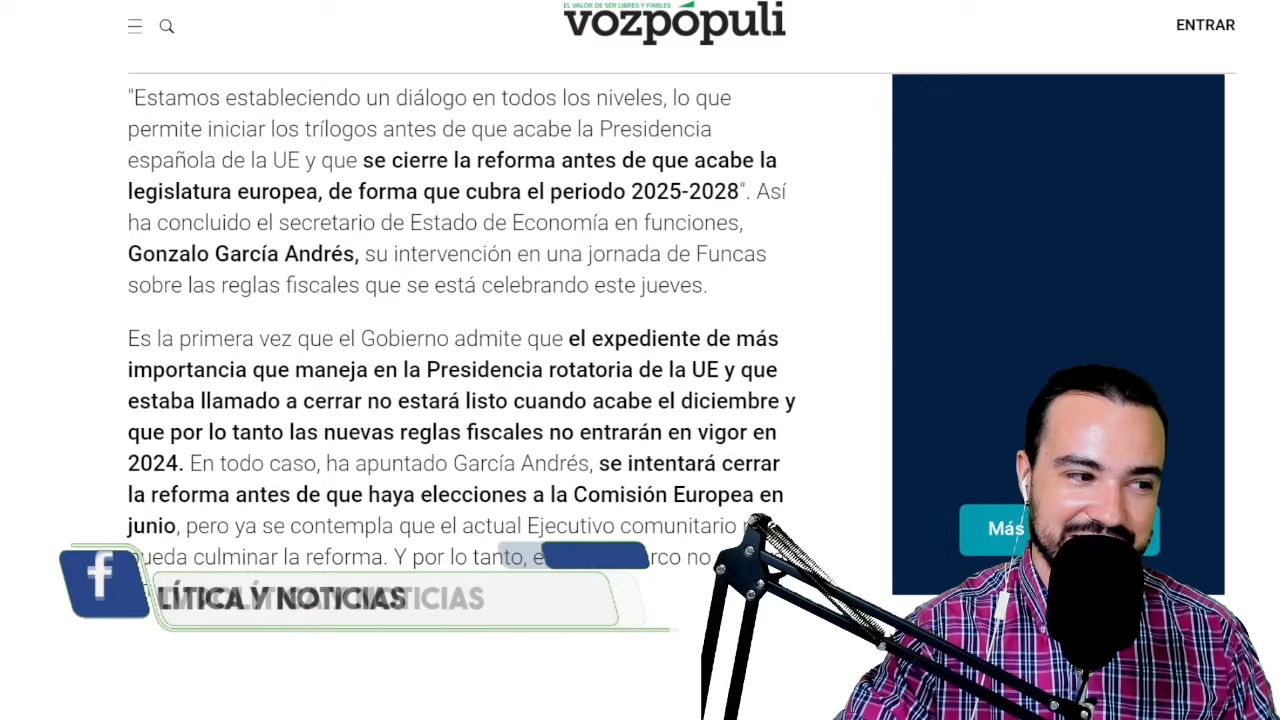 EL VALOR DE SER LIBRES Y FIABLES
vozpópuli
ENTRAR
"Estamos estableciendo un diálogo en todos los niveles, lo que
permite iniciar los trílogos antes de que acabe la Presidencia
española de la UE y que se cierre la reforma antes de que acabe la
legislatura europea, de forma que cubra el periodo 2025-2028". Así
ha concluido el secretario de Estado de Economía en funciones,
Gonzalo García Andrés, su intervención en una jornada de Funcas
sobre las reglas fiscales que se está celebrando este jueves.
Es la primera vez que el Gobierno admite que el expediente de más
importancia que maneja en la Presidencia rotatoria de la UE y que
estaba llamado a cerrar no estará listo cuando acabe el diciembre y
que por lo tanto las nuevas reglas fiscales no entrarán en vigor en
2024. En todo caso, ha apuntado García Andrés, se intentará cerrar
la reforma antes de que haya elecciones a la Comisión Europea en
junio, pero ya se contempla que el actual Ejecutivo comunitario
pueda culminar la reforma. Y por lo tanto, no
Más
f
LÍTICA Y NOTICIAS